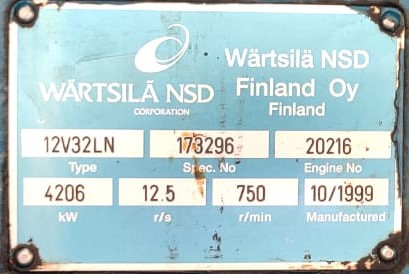 WÄRTSILÄ NSD
CORPORATION
Wärtsilä NSD
Finland Oy
Finland
12V32LN 173296 20216
Type Spec. No Engine No
4206 12.5 750 10/1999
kW r/s r/min Manufactured